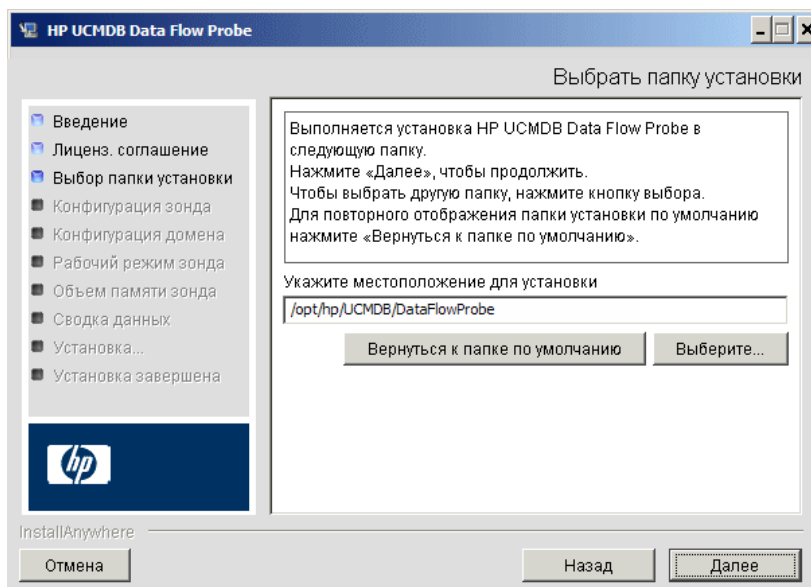 HP UCMDB Data Flow Probe
Выбрать папку установки
Введение
Лиценз. соглашение
Выбор папки установки
Конфигурация зонда
Конфигурация домена
Рабочий режим зонда
Объем памяти зонда
Сводка данных
Установка...
Установка завершена
Выполняется установка HP UCMDB Data Flow Probe в
следующую папку.
Нажмите «Далее», чтобы продолжить.
Чтобы выбрать другую папку, нажмите кнопку выбора.
Для повторного отображения папки установки по умолчанию
нажмите «Вернуться к папке по умолчанию».
Укажите местоположение для установки
/opt/hp/UCMDB/DataFlowProbe
Вернуться к папке по умолчанию
Выберите...
hp
InstallAnywhere
Отмена
Назад
Далее